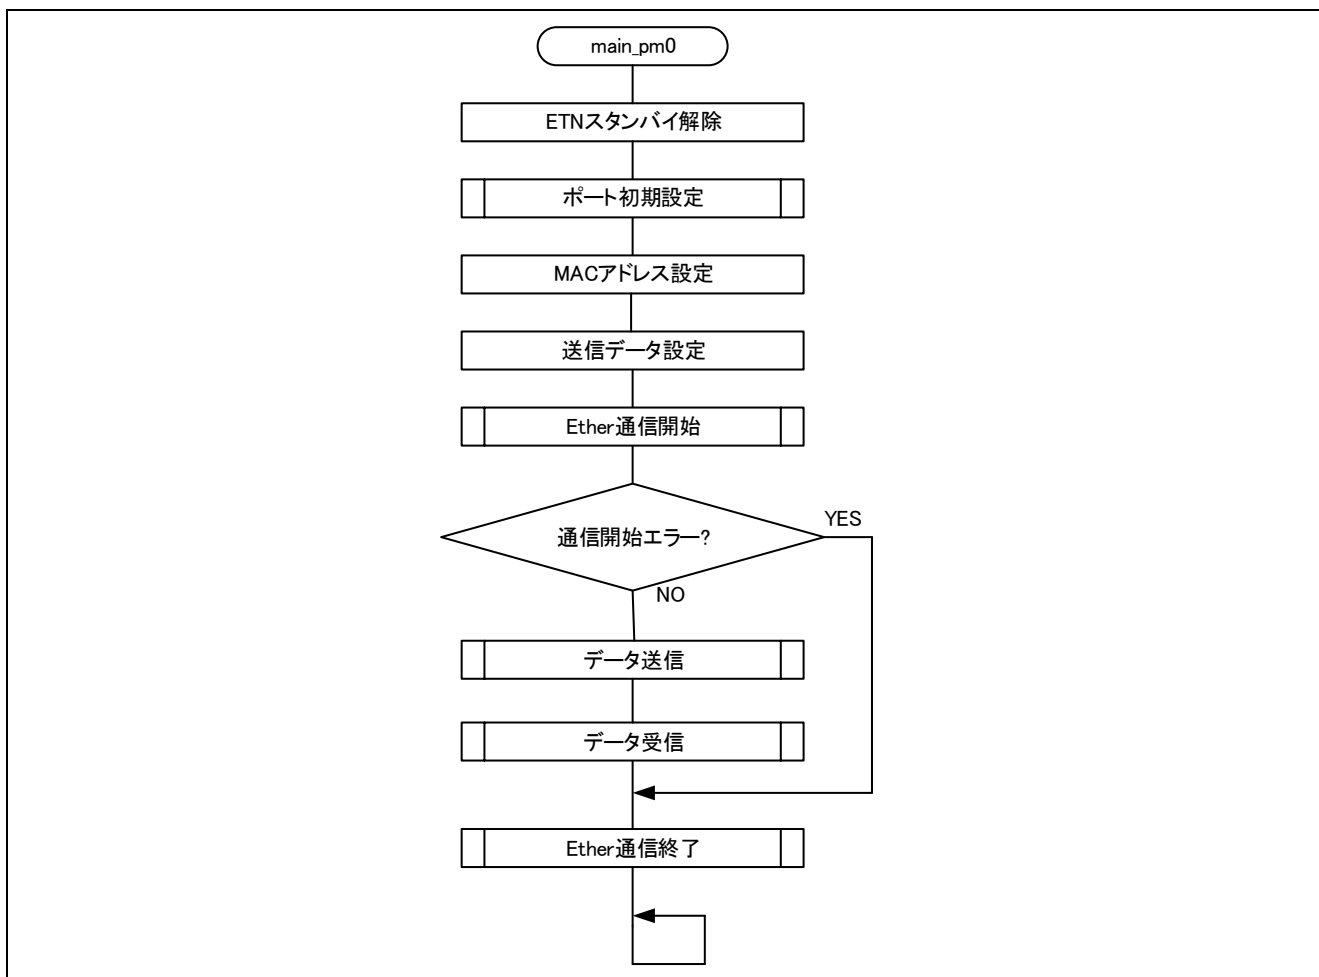 main_pm0
ETNスタンバイ解除
ポート初期設定
MACアドレス設定
送信データ設定
Ether通信開始
通信開始エラー?
YES
NO
データ送信
データ受信
Ether通信終了